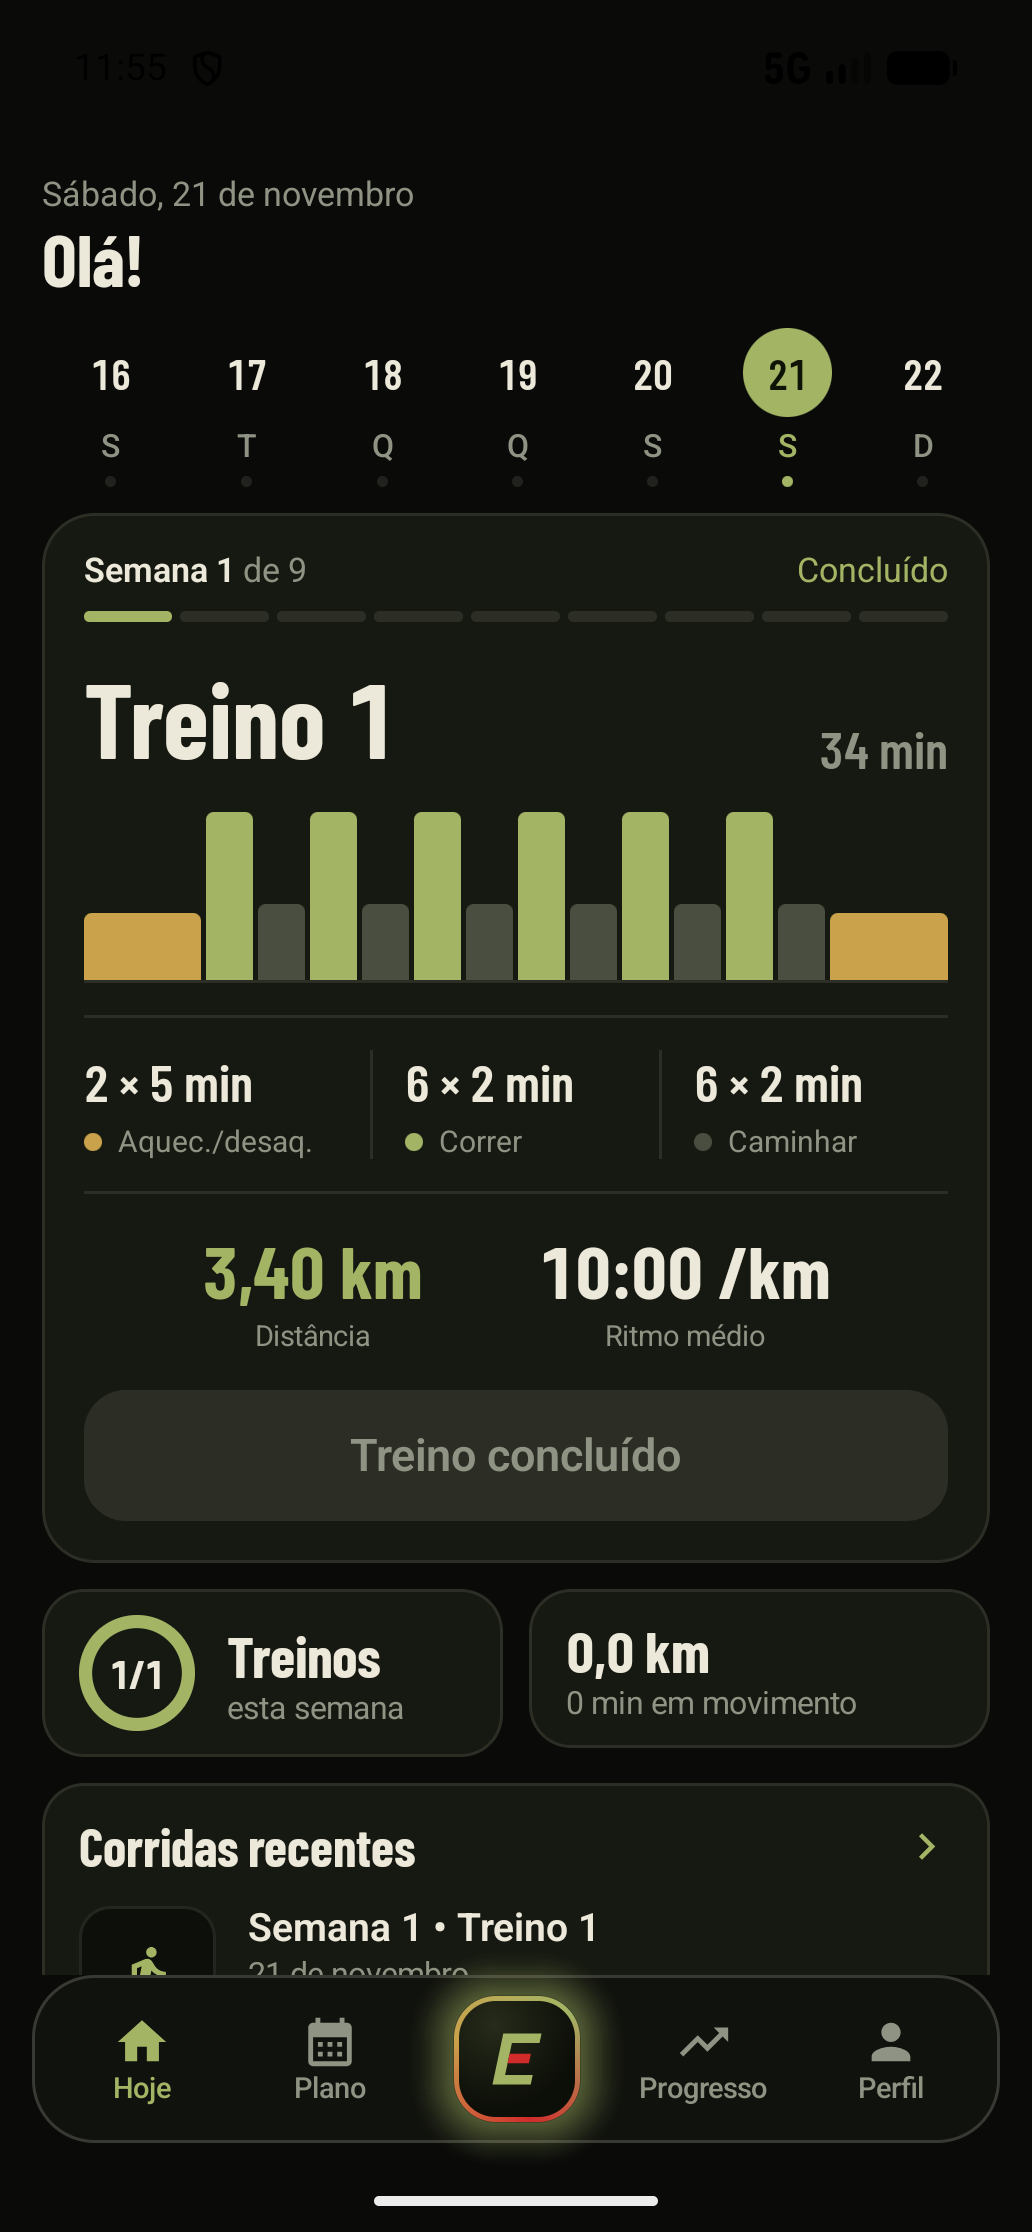 11:55
5G
Sábado, 21 de novembro
Olá!
16 17 18 19 20 21 22
S T Q Q S S D
Semana 1 de 9
Concluído
Treino 1
34 min
2 × 5 min
Aquec./desaq.
6 × 2 min
Correr
6 × 2 min
Caminhar
3,40 km
Distância
10:00 /km
Ritmo médio
Treino concluído
1/1
Treinos
esta semana
0,0 km
0 min em movimento
Corridas recentes
Semana 1 • Treino 1
21 de novembro
Hoje
Plano
E
Progresso
Perfil